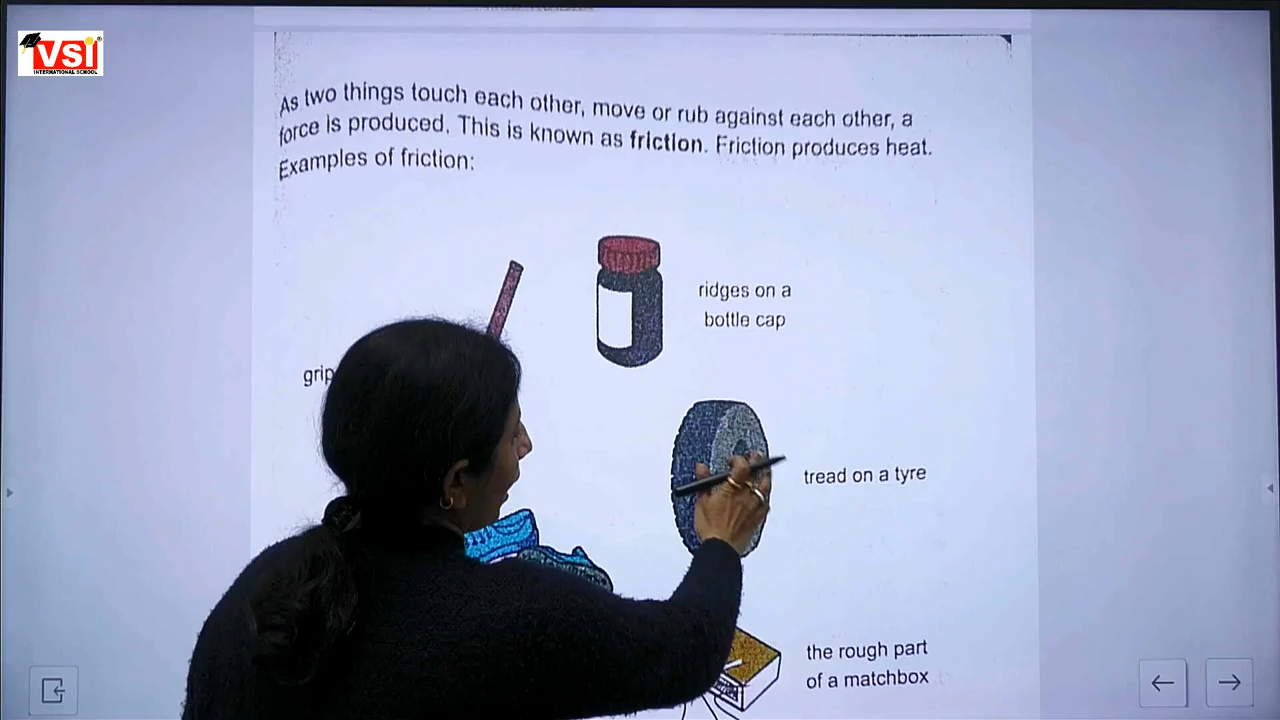 VSI
INTERNATIONAL SCHOOL
As two things touch each other, move or rub against each other, a
force is produced. This is known as friction. Friction produces heat.
Examples of friction:
ridges on a
bottle cap
grip
tread on a tyre
the rough part
of a matchbox